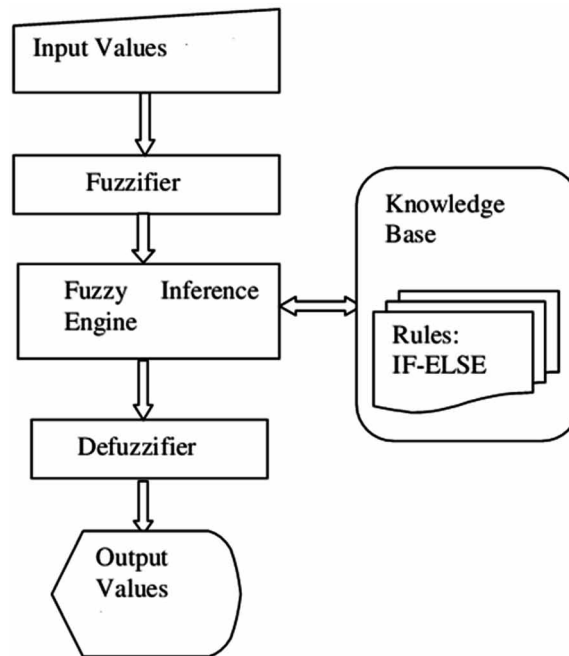 Input Values
Fuzzifier
Fuzzy Inference
Engine
Defuzzifier
Output
Values
Knowledge
Base
Rules:
IF-ELSE